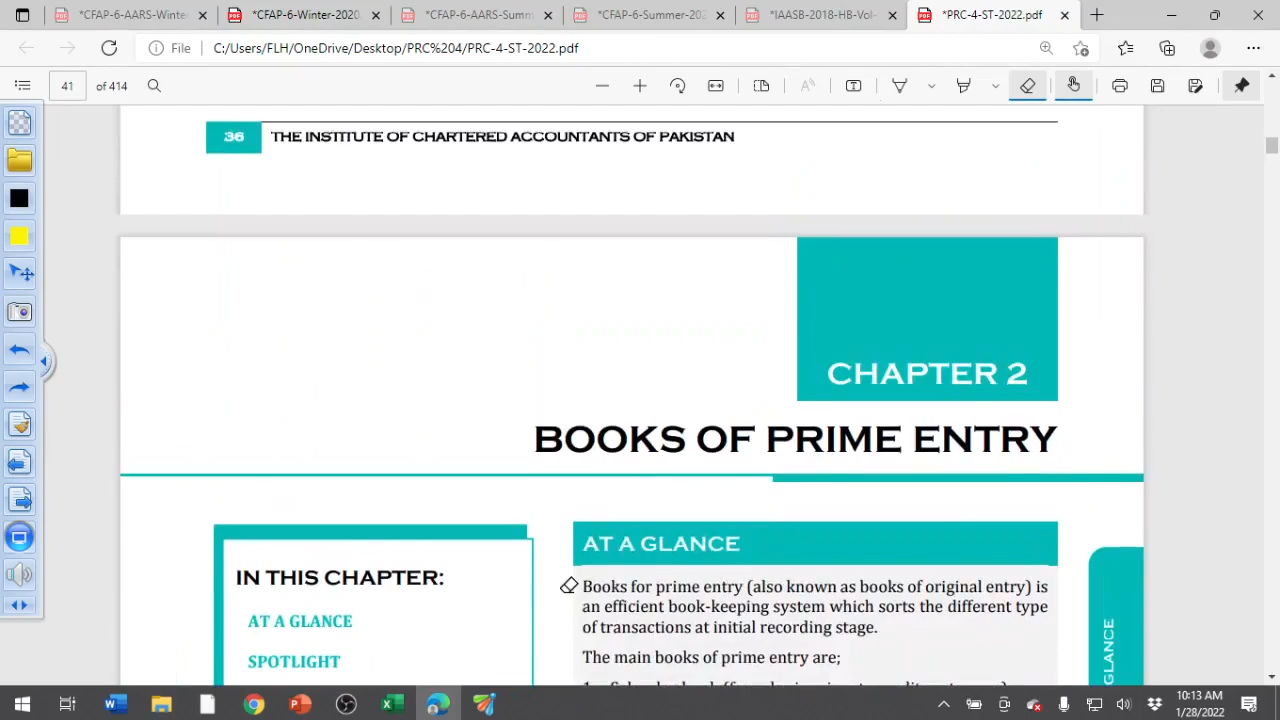 *CFAP-6-AARS-Winter
*CFAP-6-Winter-2020
*CFAP-6-AARS-Summ
*CFAP-6-Summer-202
*IAASB-2018-HB-Vol-
*PRC-4-ST-2022.pdf
File
C:/Users/FLH/OneDrive/Desktop/PRC%204/PRC-4-ST-2022.pdf
41 of 414
36 THE INSTITUTE OF CHARTERED ACCOUNTANTS OF PAKISTAN
CHAPTER 2
BOOKS OF PRIME ENTRY
IN THIS CHAPTER:
AT A GLANCE
SPOTLIGHT
AT A GLANCE
Books for prime entry (also known as books of original entry) is
an efficient book-keeping system which sorts the different type
of transactions at initial recording stage.
The main books of prime entry are;
GLANCE
10:13 AM
1/28/2022